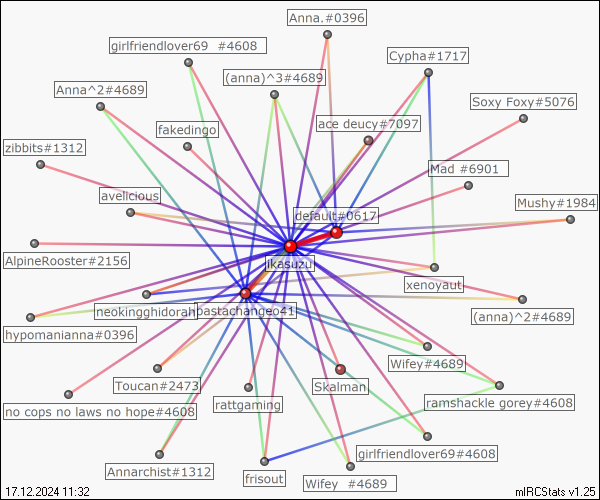 Anna.#0396
girlfriendlover69 #4608
Cypha#1717
(anna)^3#4689
Anna^2#4689
Soxy Foxy#5076
ace deucy#7097
fakedingo
zibbits#1312
Mad #6901
avelicious
Mushy#1984
default#0617
AlpineRooster#2156
ikasuzu
xenoyaut
neokingghidorah
pastachangeo41
(anna)^2#4689
hypomanianna#0396
Wifey#4689
Toucan#2473
Skalman
rattgaming
ramshackle gorey#4608
no cops no laws no hope#4608
girlfriendlover69#4608
Annarchist#1312
frisout
Wifey #4689
17.12.2024 11:32
mIRCStats v1.25